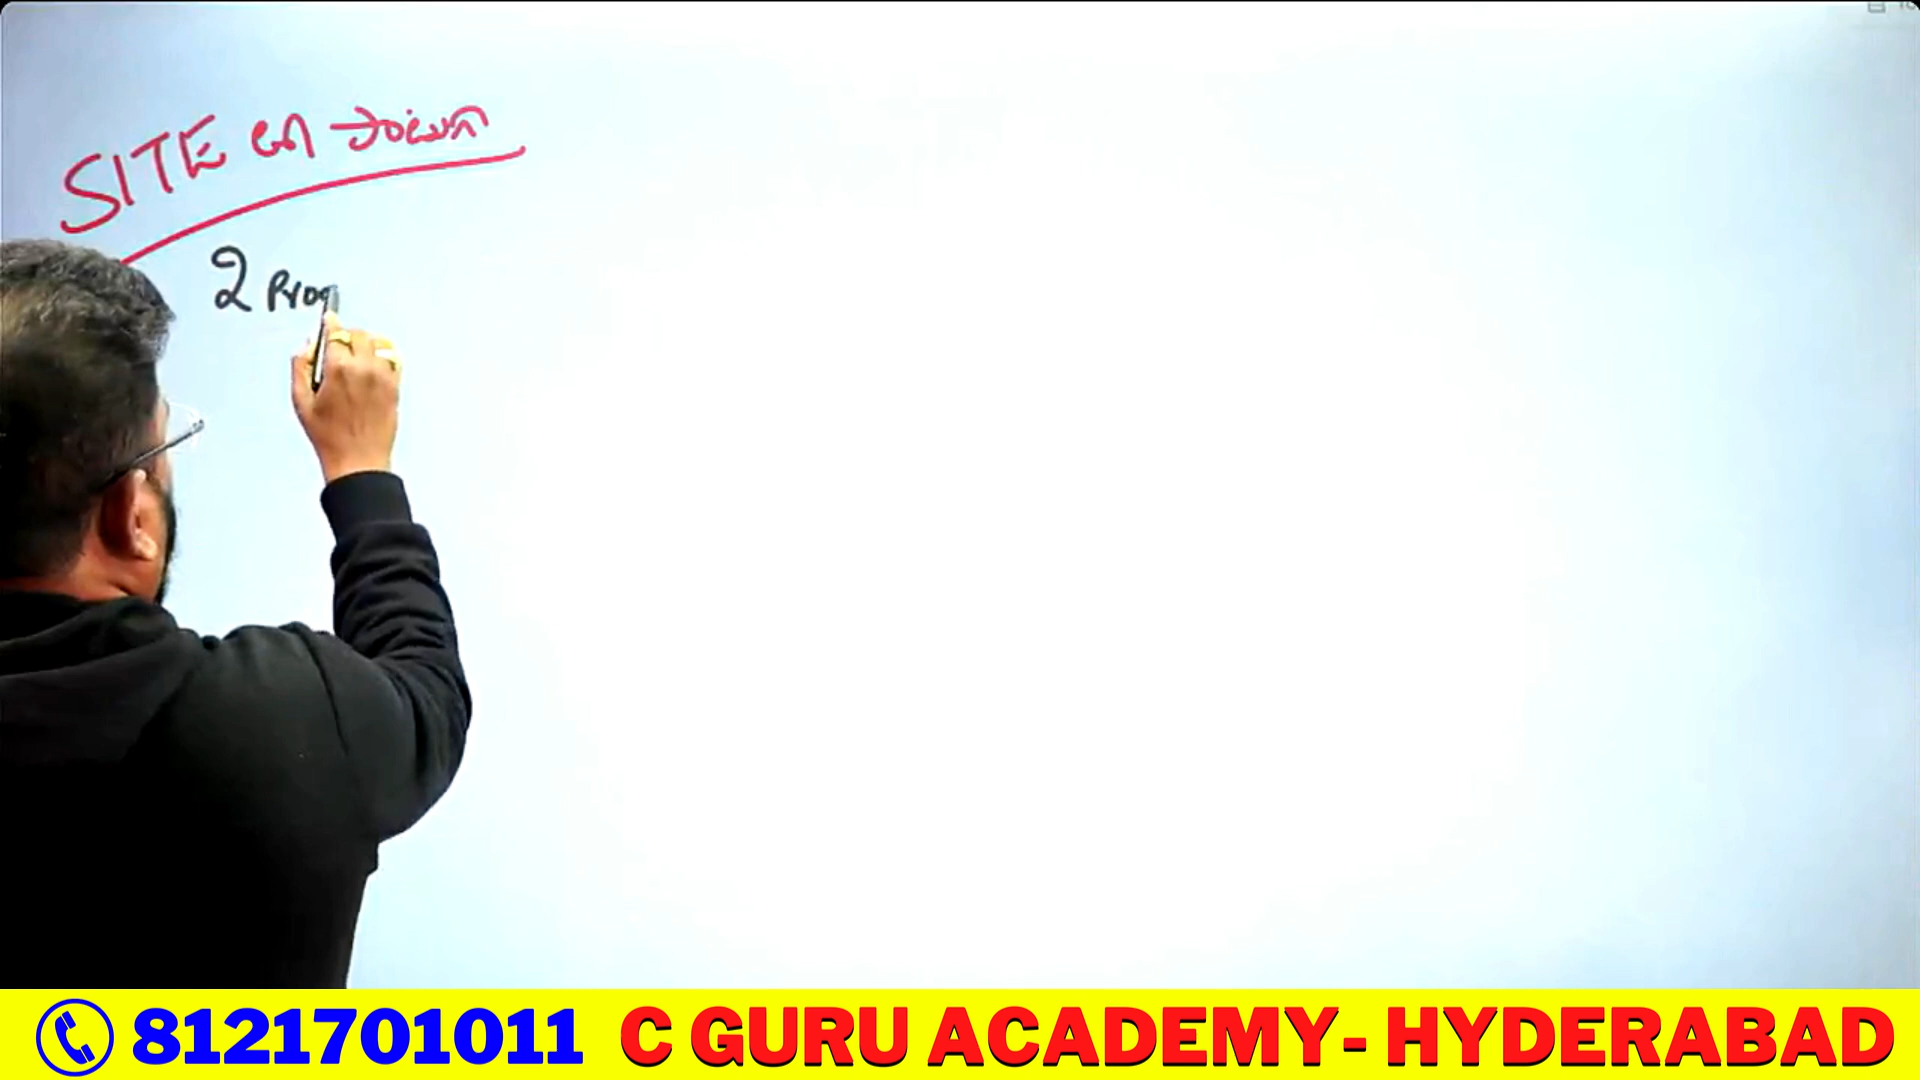 SITE లో
2 Prog
8121701011 C GURU ACADEMY- HYDERABAD